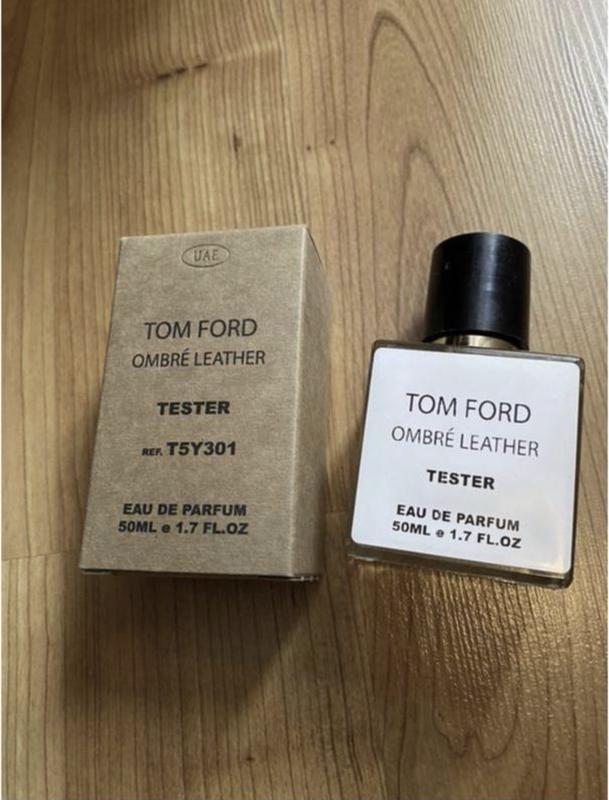 UAE
TOM FORD
OMBRÉ LEATHER
TESTER
REF. T5Y301
EAU DE PARFUM
50ML e 1.7 FL.OZ
TOM FORD
OMBRÉ LEATHER
TESTER
EAU DE PARFUM
50ML e 1.7 FL.OZ